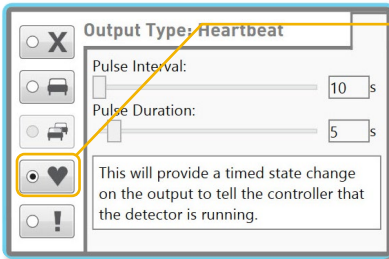 Output Type: Heartbeat
Pulse Interval:
10 s
Pulse Duration:
5 s
This will provide a timed state change
on the output to tell the controller that
the detector is running.